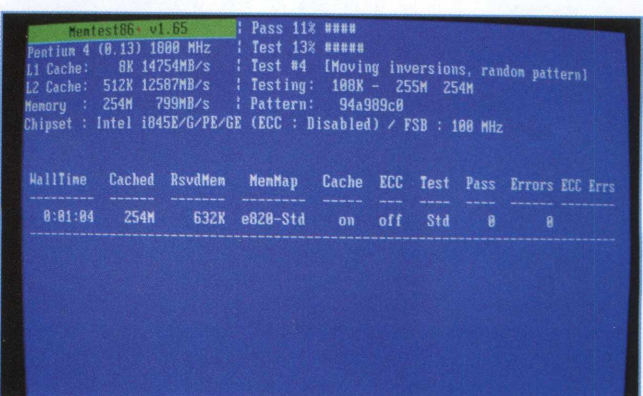 Memtest86+ v1.65 | Pass 11% ####
Pentium 4 (0.13) 1800 MHz | Test 13% #####
L1 Cache: 8K 14754MB/s | Test #4 [Moving inversions, random pattern]
L2 Cache: 512K 12587MB/s | Testing: 108K - 255M 254M
Memory : 254M 799MB/s | Pattern: 94a989c0
Chipset : Intel i845E/G/PE/GE (ECC : Disabled) / FSB : 100 MHz
WallTime Cached RsvdMem MemMap Cache ECC Test Pass Errors ECC Errs
0:01:04 254M 632K e820-Std on off Std 0 0